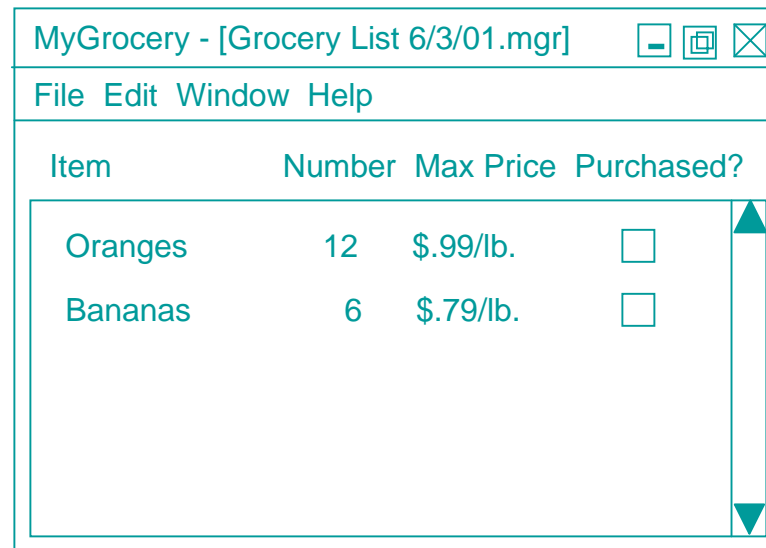 MyGrocery - [Grocery List 6/3/01.mgr]
File Edit Window Help
Item Number Max Price Purchased?
Oranges 12 $.99/lb.
Bananas 6 $.79/lb.